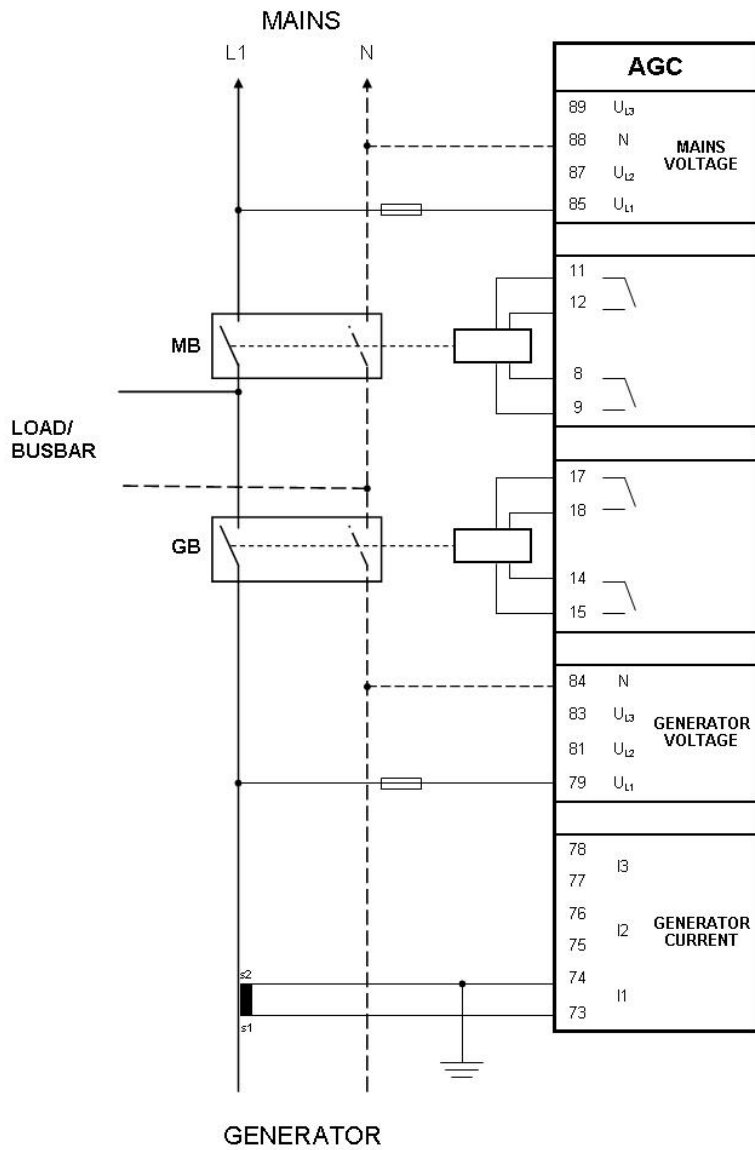 MAINS
L1 N
AGC
89 UL3
88 N
87 UL2
85 UL1
MAINS
VOLTAGE
11
12
MB
8
9
LOAD/
BUSBAR
17
18
GB
14
15
84 N
83 UL3
81 UL2
79 UL1
GENERATOR
VOLTAGE
78
77
I3
76
75
I2
GENERATOR
CURRENT
74
73
I1
s2
s1
GENERATOR